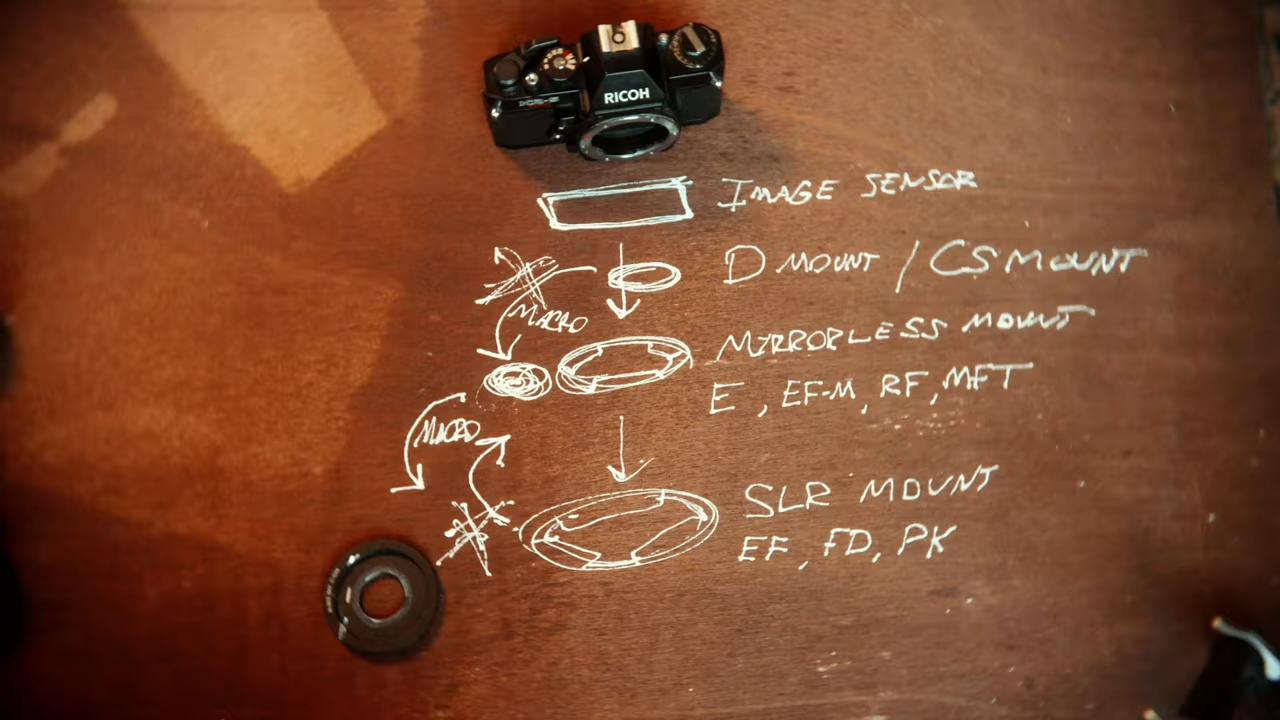 RICOH
IMAGE SENSOR
D MOUNT / CS MOUNT
MACRO
MIRRORLESS MOUNT
E, EF-M, RF, MFT
MACRO
SLR MOUNT
EF, FD, PK